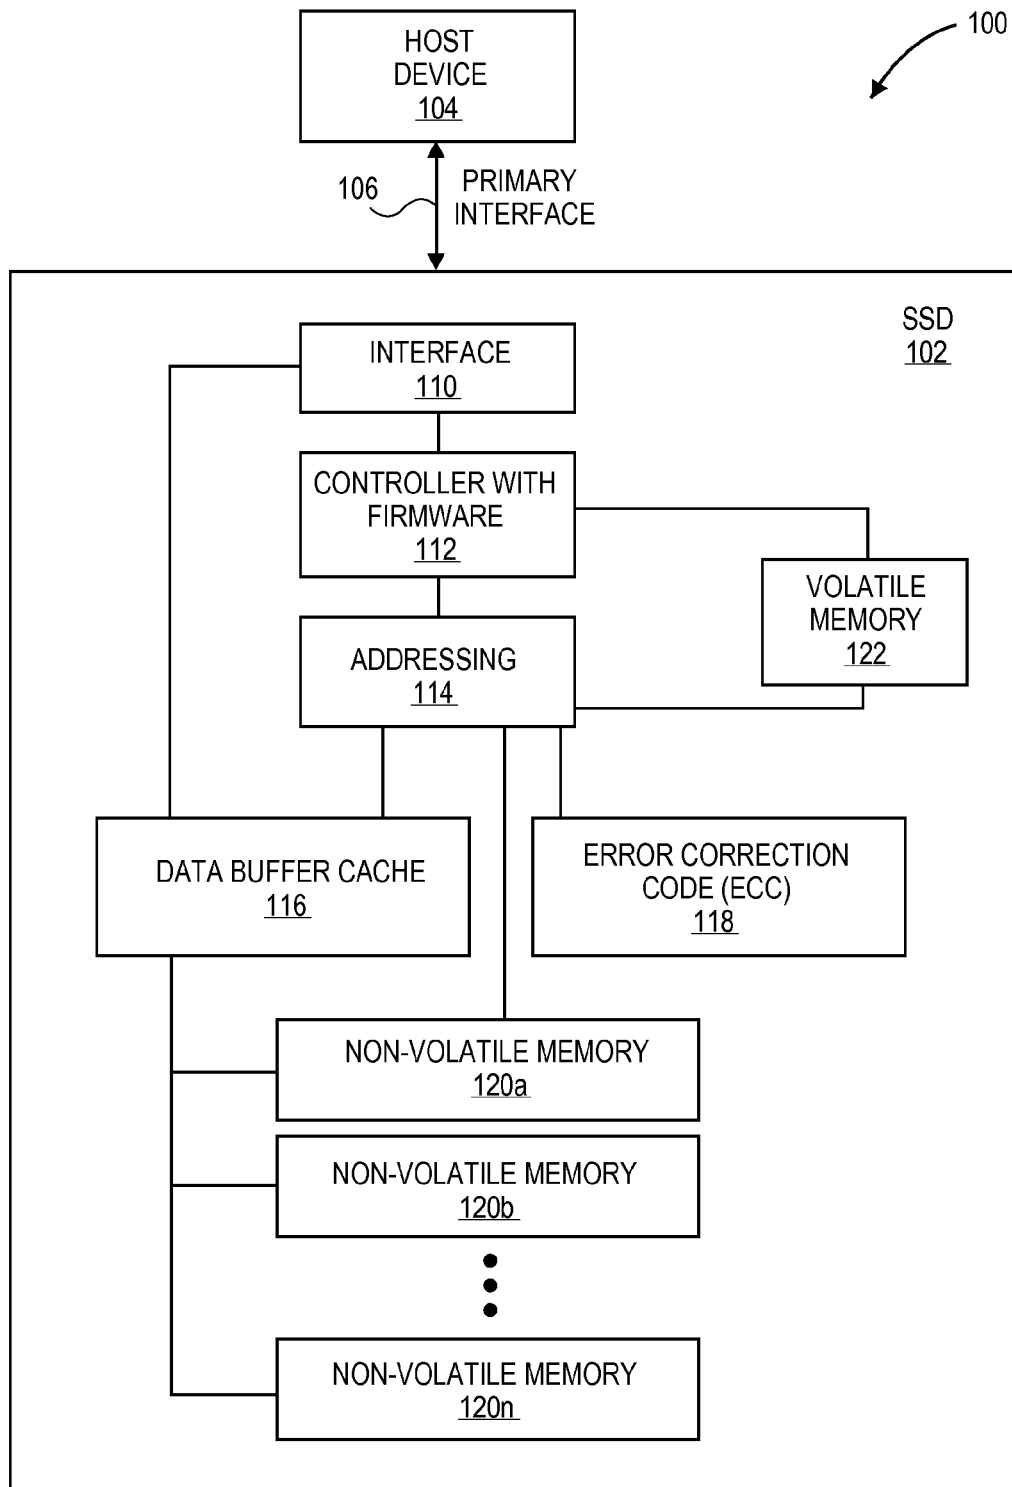 100
HOST
DEVICE
104
106
PRIMARY
INTERFACE
SSD
102
INTERFACE
110
CONTROLLER WITH
FIRMWARE
112
VOLATILE
MEMORY
122
ADDRESSING
114
DATA BUFFER CACHE
116
ERROR CORRECTION
CODE (ECC)
118
NON-VOLATILE MEMORY
120a
NON-VOLATILE MEMORY
120b
NON-VOLATILE MEMORY
120n